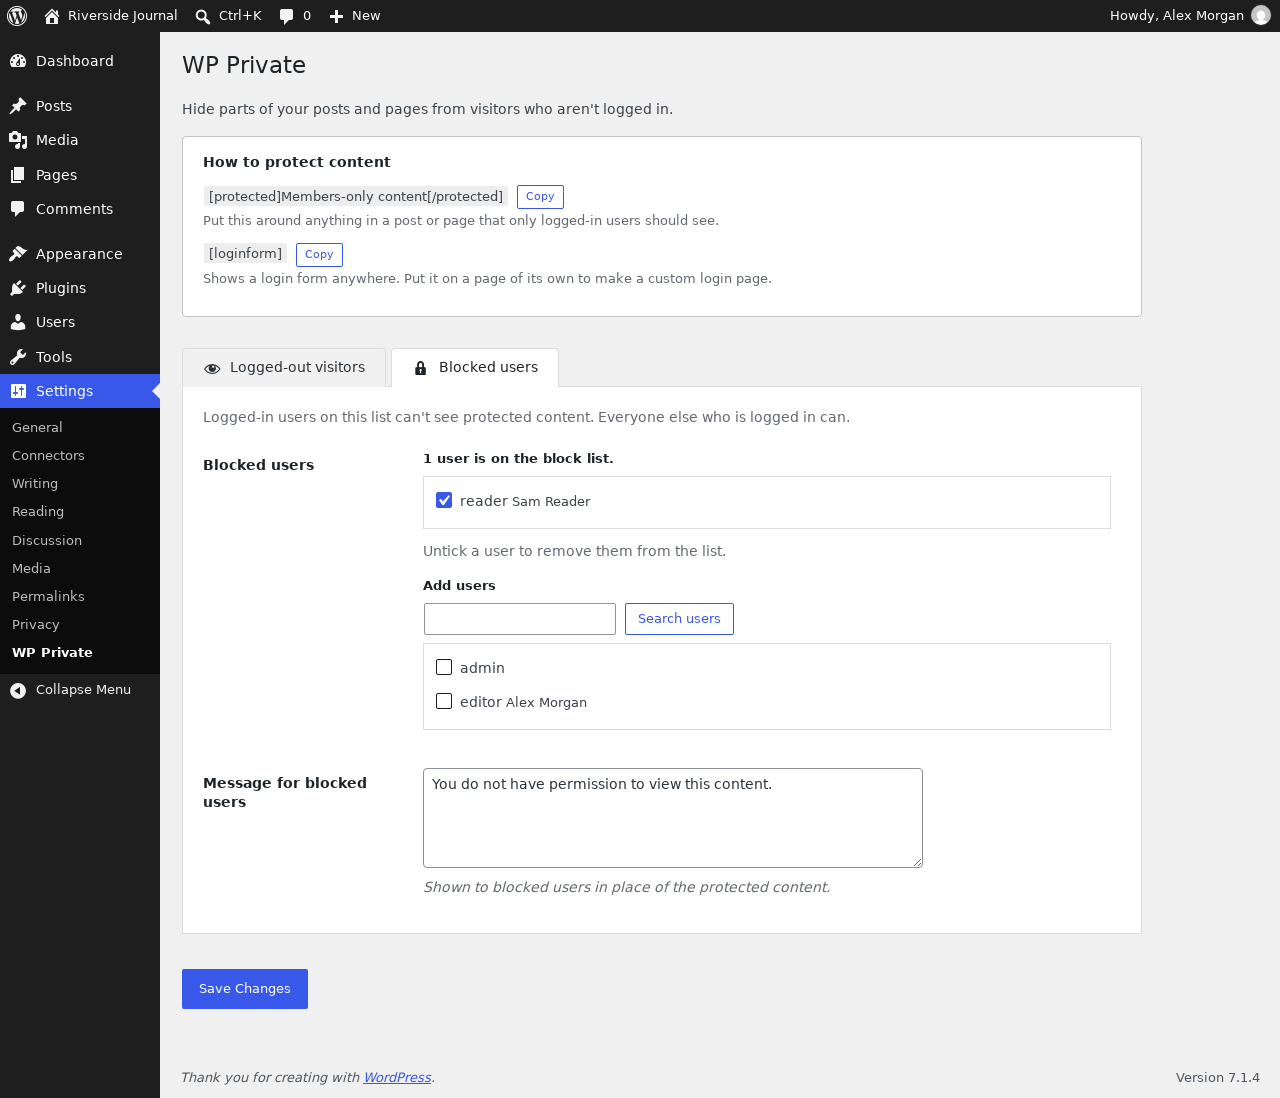 Riverside Journal Ctrl+K 0 New Howdy, Alex Morgan
Dashboard
Posts
Media
Pages
Comments
Appearance
Plugins
Users
Tools
Settings
General
Connectors
Writing
Reading
Discussion
Media
Permalinks
Privacy
WP Private
Collapse Menu
WP Private
Hide parts of your posts and pages from visitors who aren't logged in.
How to protect content
[protected]Members-only content[/protected] Copy
Put this around anything in a post or page that only logged-in users should see.
[loginform] Copy
Shows a login form anywhere. Put it on a page of its own to make a custom login page.
Logged-out visitors Blocked users
Logged-in users on this list can't see protected content. Everyone else who is logged in can.
Blocked users
1 user is on the block list.
reader Sam Reader
Untick a user to remove them from the list.
Add users
Search users
admin
editor Alex Morgan
Message for blocked
users
You do not have permission to view this content.
Shown to blocked users in place of the protected content.
Save Changes
Thank you for creating with WordPress. Version 7.1.4